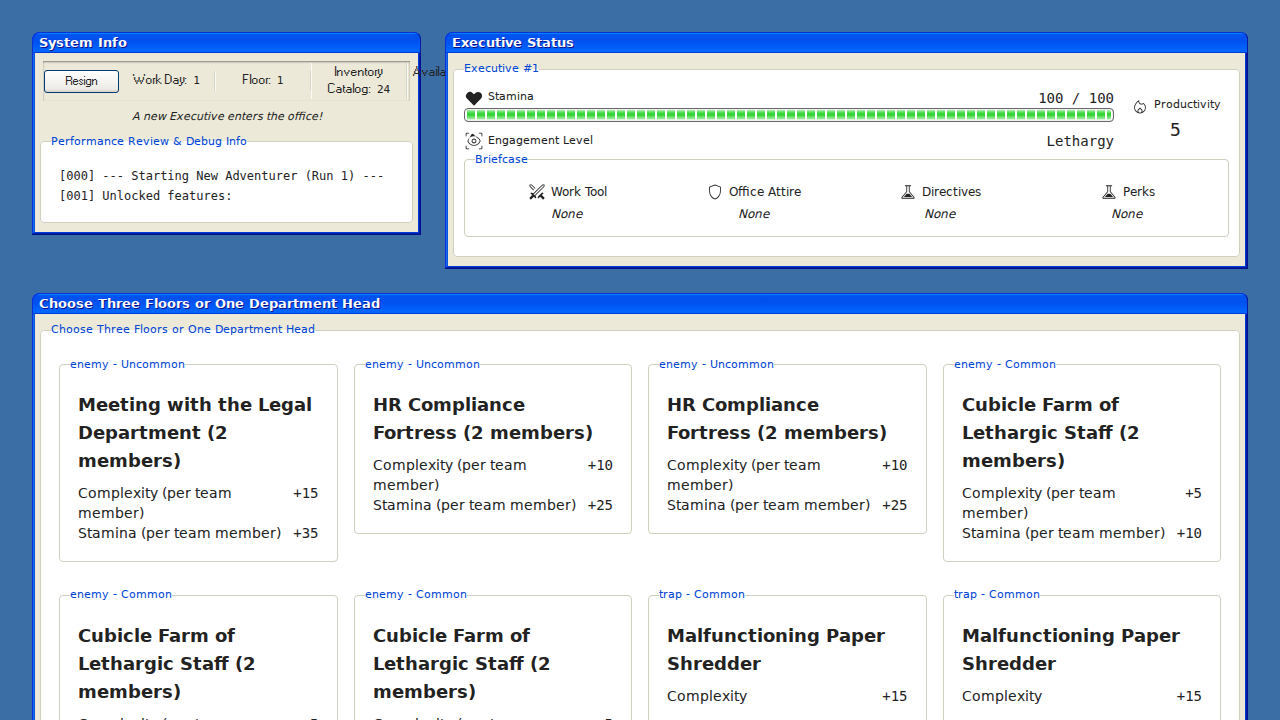 System Info
Resign
Work Day: 1
Floor: 1
Inventory
Catalog: 24
Availa
A new Executive enters the office!
Performance Review & Debug Info
[000] --- Starting New Adventurer (Run 1) ---
[001] Unlocked features:
Executive Status
Executive #1
Stamina
100 / 100
Productivity
5
Engagement Level
Lethargy
Briefcase
Work Tool
None
Office Attire
None
Directives
None
Perks
None
Choose Three Floors or One Department Head
Choose Three Floors or One Department Head
enemy - Uncommon
Meeting with the Legal
Department (2
members)
Complexity (per team
member)
+15
Stamina (per team member) +35
enemy - Uncommon
HR Compliance
Fortress (2 members)
Complexity (per team
member)
+10
Stamina (per team member) +25
enemy - Uncommon
HR Compliance
Fortress (2 members)
Complexity (per team
member)
+10
Stamina (per team member) +25
enemy - Common
Cubicle Farm of
Lethargic Staff (2
members)
Complexity (per team
member)
+5
Stamina (per team member) +10
enemy - Common
Cubicle Farm of
Lethargic Staff (2
members)
enemy - Common
Cubicle Farm of
Lethargic Staff (2
members)
trap - Common
Malfunctioning Paper
Shredder
Complexity +15
trap - Common
Malfunctioning Paper
Shredder
Complexity +15